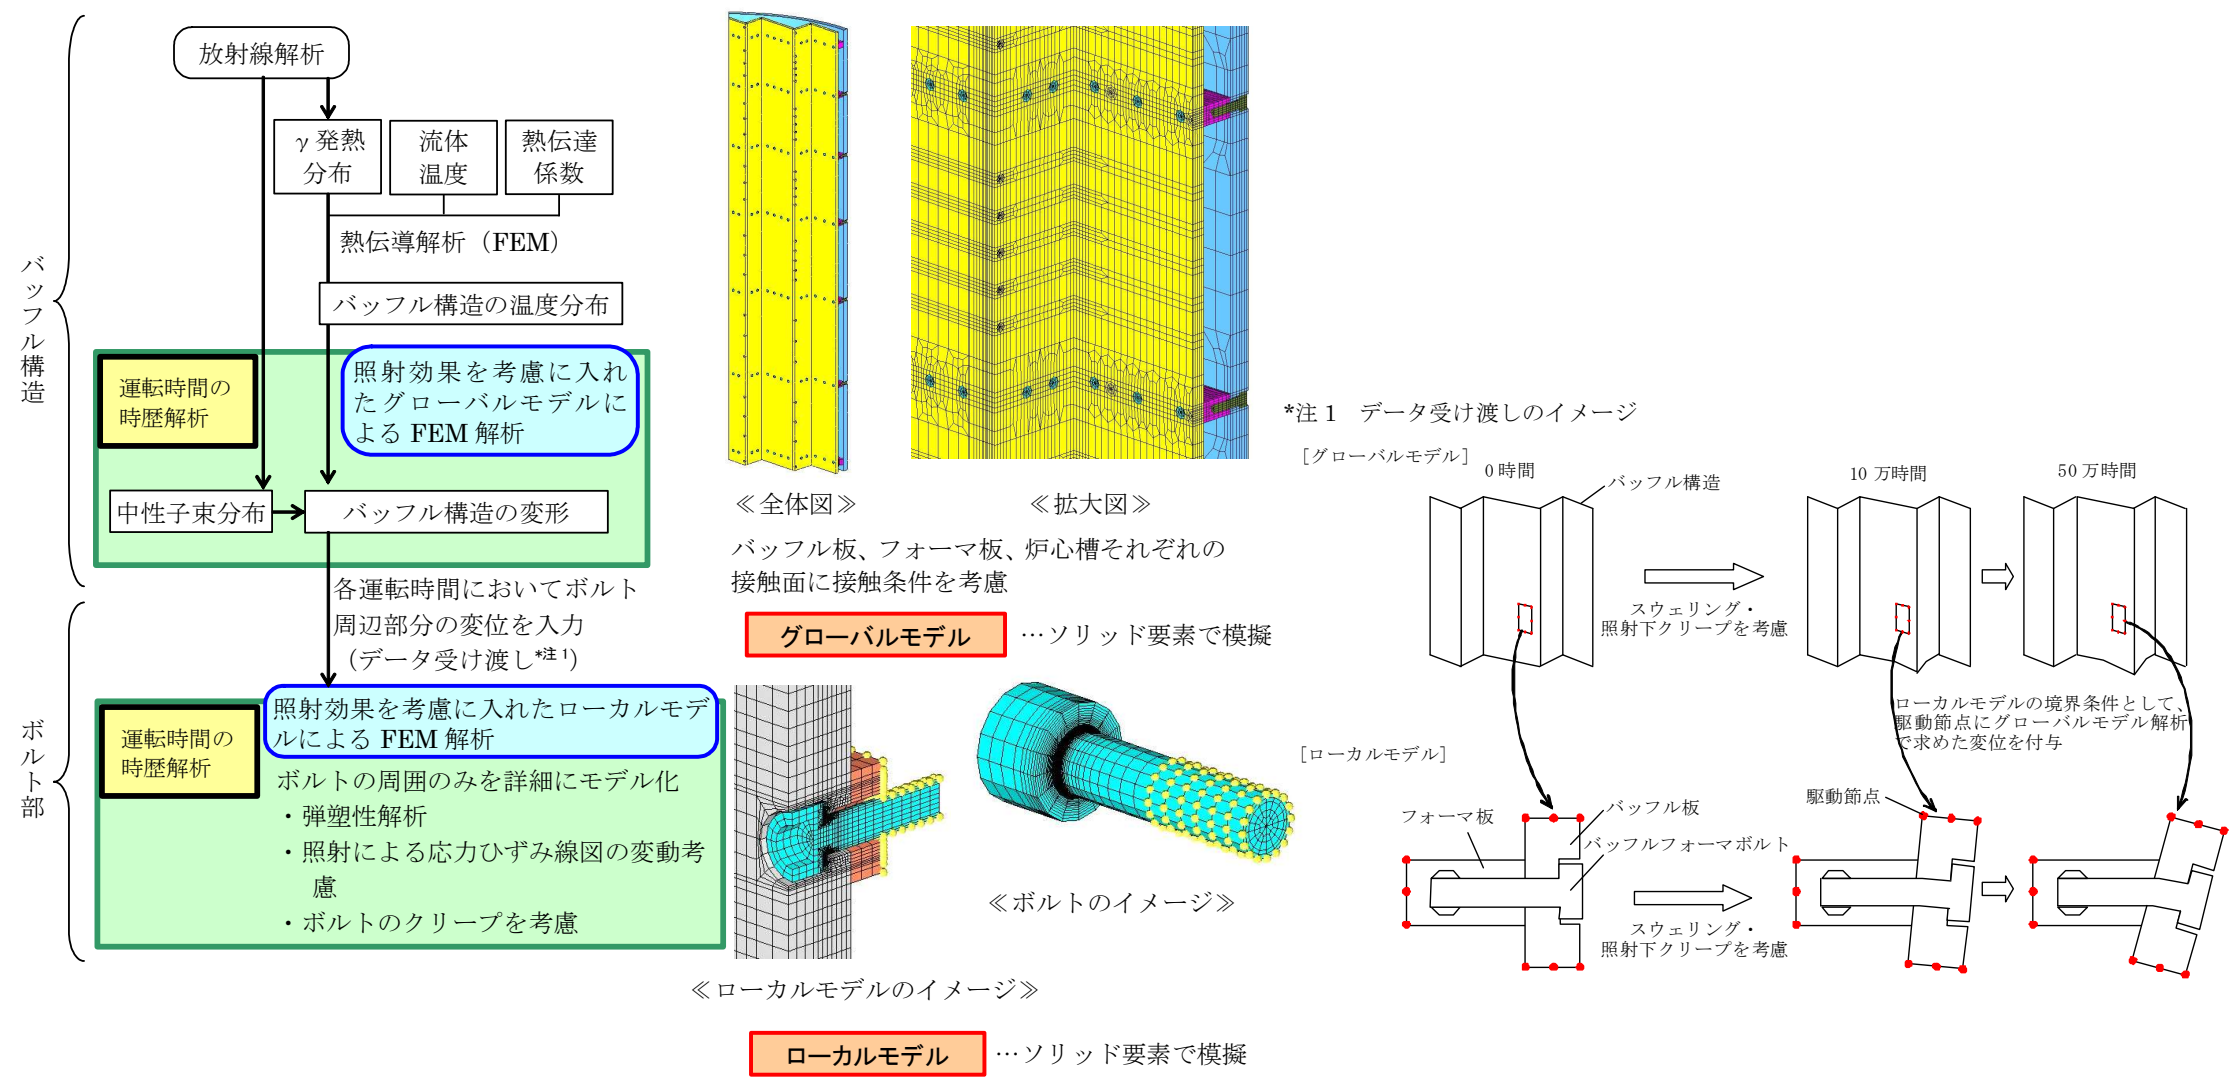 バッフル構造
放射線解析
γ発熱
分布
流体
温度
熱伝達
係数
熱伝導解析（FEM）
バッフル構造の温度分布
運転時間の
時歴解析
照射効果を考慮に入れ
たグローバルモデルに
よる FEM 解析
中性子束分布
バッフル構造の変形
各運転時間においてボルト
周辺部分の変位を入力
（データ受け渡し*注1）
ボルト部
運転時間の
時歴解析
照射効果を考慮に入れたローカルモデ
ルによる FEM 解析
ボルトの周囲のみを詳細にモデル化
・弾塑性解析
・照射による応力ひずみ線図の変動考
慮
・ボルトのクリープを考慮
≪全体図≫
≪拡大図≫
バッフル板、フォーマ板、炉心槽それぞれの
接触面に接触条件を考慮
グローバルモデル
…ソリッド要素で模擬
≪ボルトのイメージ≫
≪ローカルモデルのイメージ≫
ローカルモデル
…ソリッド要素で模擬
*注 1　データ受け渡しのイメージ
［グローバルモデル］
0 時間
バッフル構造
10 万時間
50 万時間
スウェリング・
照射下クリープを考慮
ローカルモデルの境界条件として、
駆動節点にグローバルモデル解析
で求めた変位を付与
［ローカルモデル］
フォーマ板
バッフル板
バッフルフォーマボルト
駆動節点
スウェリング・
照射下クリープを考慮